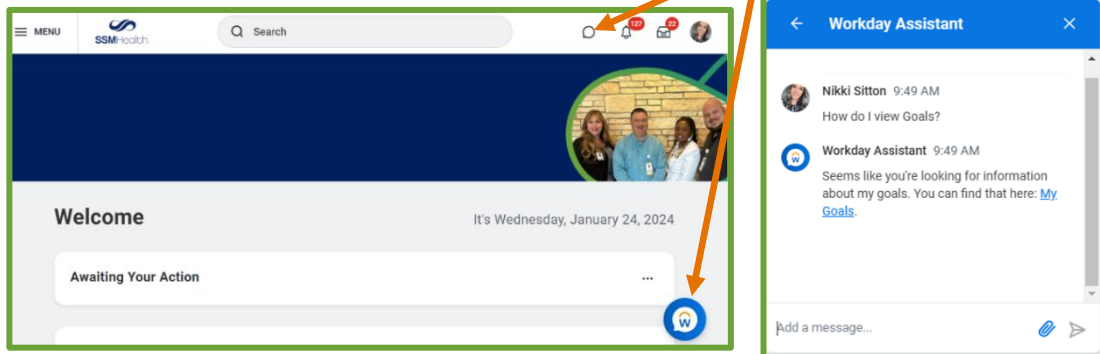 MENU
SSMHealth
Search
127
22
Welcome
It's Wednesday, January 24, 2024
Awaiting Your Action
...
w
Workday Assistant
Nikki Sitton 9:49 AM
How do I view Goals?
w
Workday Assistant 9:49 AM
Seems like you're looking for information
about my goals. You can find that here: My
Goals.
Add a message...